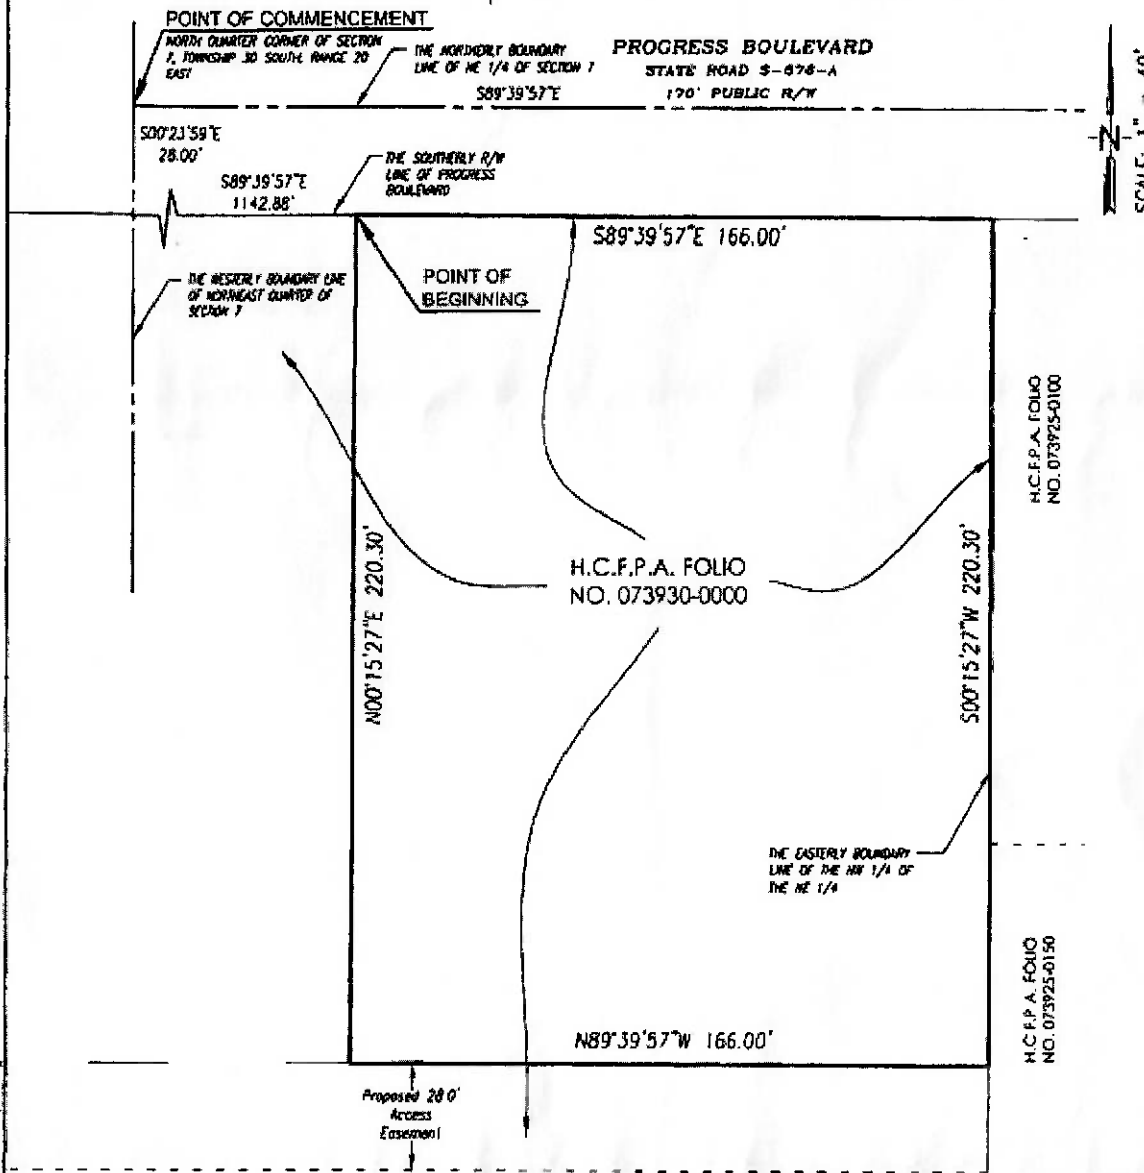 POINT OF COMMENCEMENT
NORTH QUARTER CORNER OF SECTION
7, TOWNSHIP 30 SOUTH, RANGE 20
EAST
THE NORTHERLY BOUNDARY
LINE OF NE 1/4 OF SECTION 7
S89°39'57"E
PROGRESS BOULEVARD
STATE ROAD S-676-A
170' PUBLIC R/W
-N-
SCALE: 1" = 40'
S00°23'59"E
28.00'
S89°39'57"E
1142.88'
THE SOUTHERLY R/W
LINE OF PROGRESS
BOULEVARD
S89°39'57"E 166.00'
THE WESTERLY BOUNDARY LINE
OF NORTHEAST QUARTER OF
SECTION 7
POINT OF
BEGINNING
H.C.F.P.A. FOLIO
NO. 073925-0100
N00°15'27"E 220.30'
H.C.F.P.A. FOLIO
NO. 073930-0000
S00°15'27"W 220.30'
THE EASTERLY BOUNDARY
LINE OF THE NW 1/4 OF
THE NE 1/4
H.C.F.P.A. FOLIO
NO. 073925-0150
N89°39'57"W 166.00'
Proposed 28.0'
Access
Easement